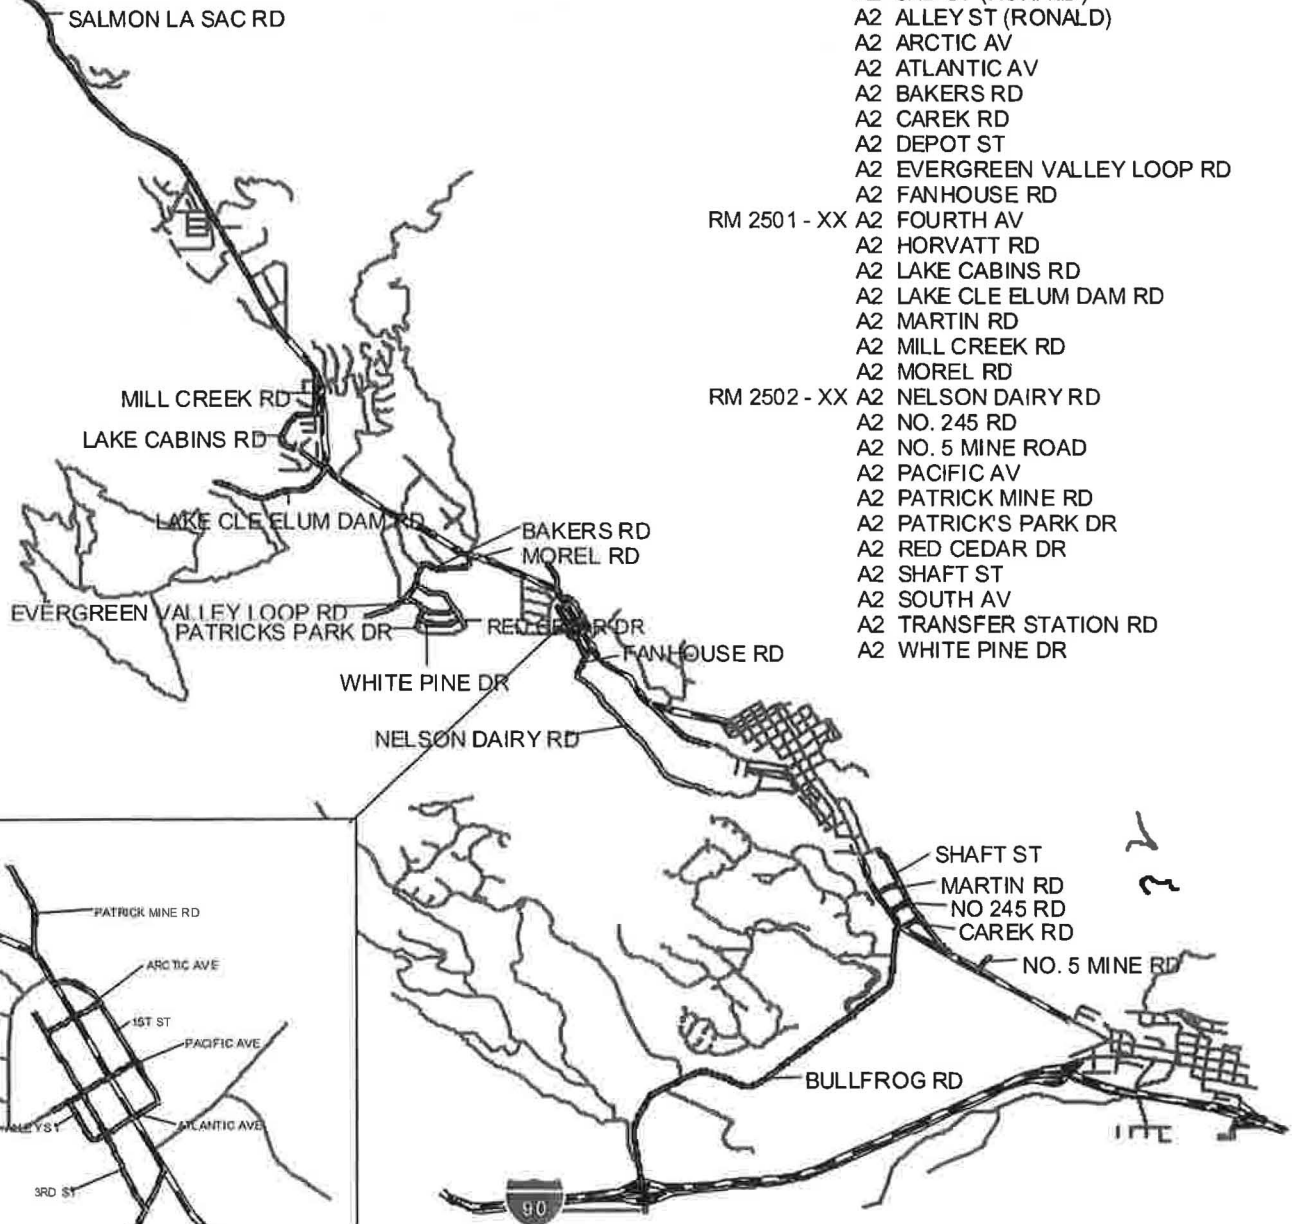 SALMON LA SAC RD
A2 ALLEY ST (RONALD)
A2 ARCTIC AV
A2 ATLANTIC AV
A2 BAKERS RD
A2 CAREK RD
A2 DEPOT ST
A2 EVERGREEN VALLEY LOOP RD
A2 FANHOUSE RD
RM 2501 - XX A2 FOURTH AV
A2 HORVATT RD
A2 LAKE CABINS RD
A2 LAKE CLE ELUM DAM RD
A2 MARTIN RD
A2 MILL CREEK RD
A2 MOREL RD
RM 2502 - XX A2 NELSON DAIRY RD
A2 NO. 245 RD
A2 NO. 5 MINE ROAD
A2 PACIFIC AV
A2 PATRICK MINE RD
A2 PATRICK'S PARK DR
A2 RED CEDAR DR
A2 SHAFT ST
A2 SOUTH AV
A2 TRANSFER STATION RD
A2 WHITE PINE DR
MILL CREEK RD
LAKE CABINS RD
LAKE CLE ELUM DAM RD
BAKERS RD
MOREL RD
EVERGREEN VALLEY LOOP RD
PATRICKS PARK DR
RED CEDAR DR
FANHOUSE RD
WHITE PINE DR
NELSON DAIRY RD
SHAFT ST
MARTIN RD
NO 245 RD
CAREK RD
NO. 5 MINE RD
BULLFROG RD
90
PATRICK MINE RD
ARCTIC AVE
1ST ST
PACIFIC AVE
ATLANTIC AVE
3RD ST